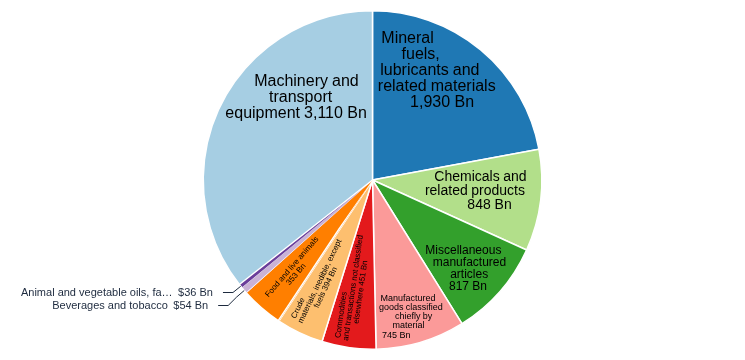 Machinery and
transport
equipment 3,110 Bn
Mineral
fuels,
lubricants and
related materials
1,930 Bn
Chemicals and
related products
848 Bn
Miscellaneous
manufactured
articles
817 Bn
Manufactured
goods classified
chiefly by
material
745 Bn
Commodities
and transactions not classified
elsewhere 451 Bn
Crude
materials, inedible, except
fuels 394 Bn
Food and live animals
353 Bn
Animal and vegetable oils, fa… $36 Bn
Beverages and tobacco $54 Bn